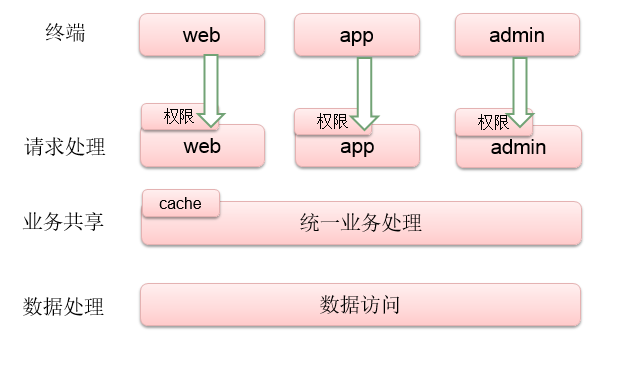 终端 web app admin
权限 权限 权限
请求处理 web app admin
cache
业务共享 统一业务处理
数据处理 数据访问